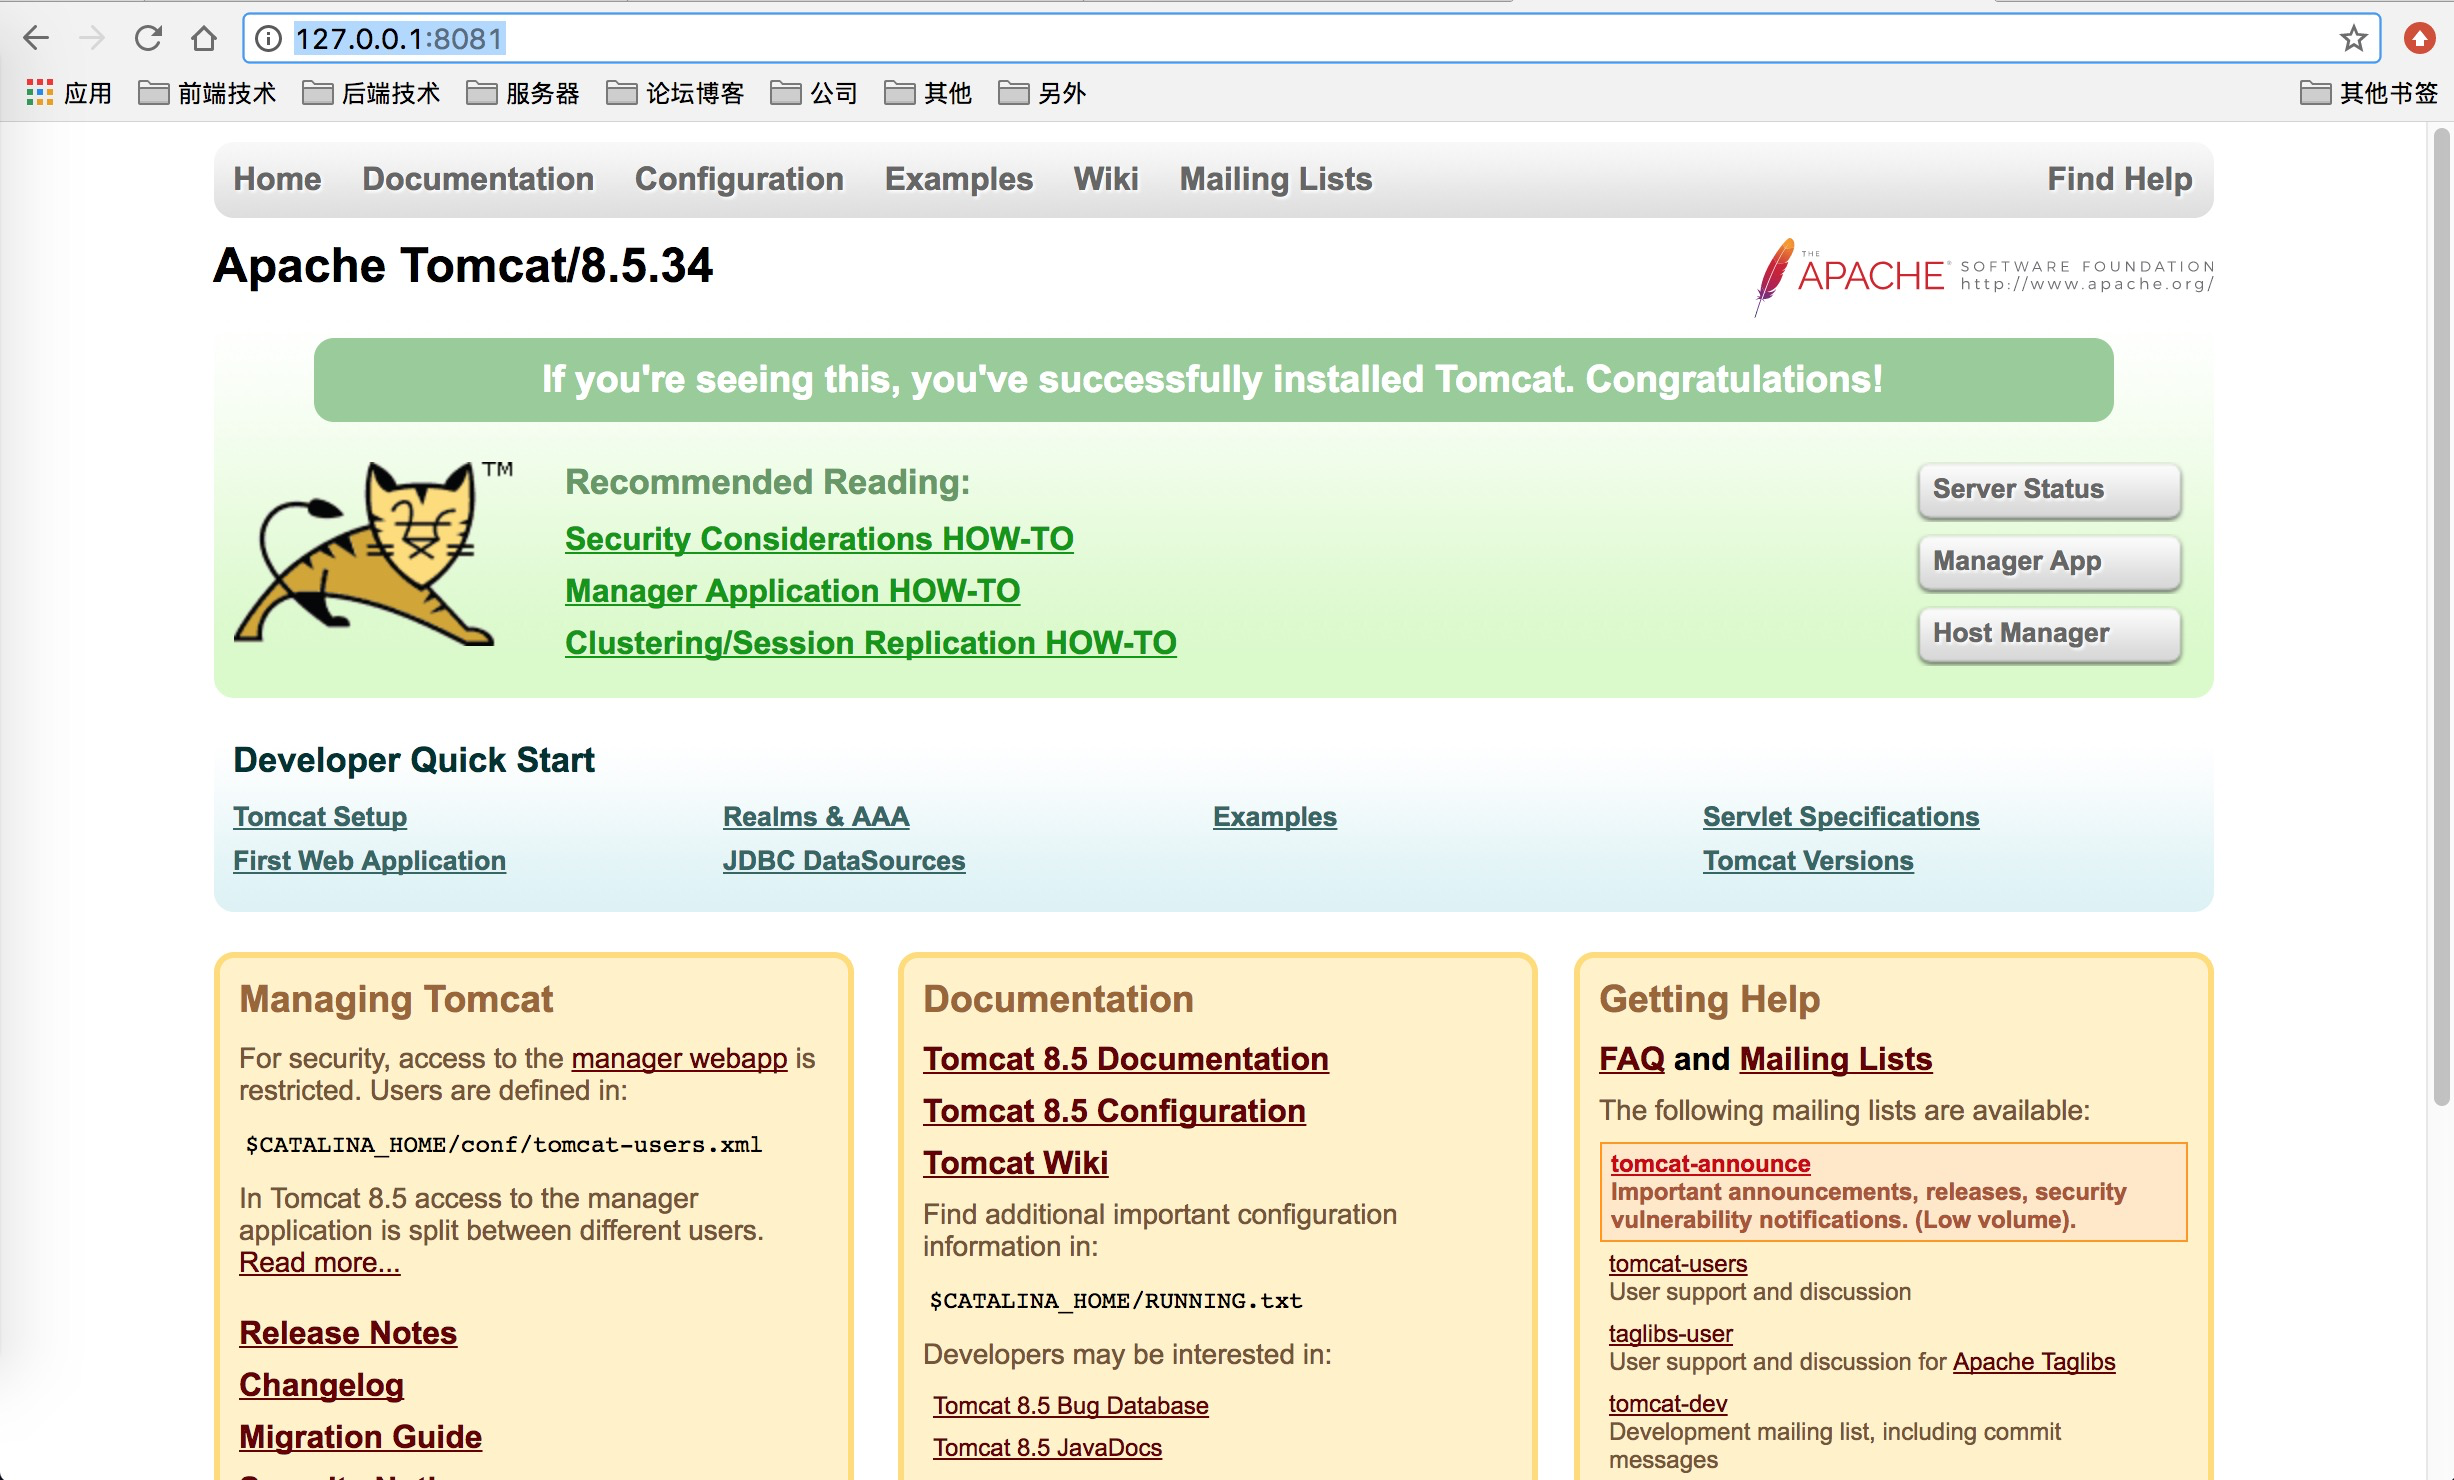 127.0.0.1:8081
应用 前端技术 后端技术 服务器 论坛博客 公司 其他 另外 其他书签
Home Documentation Configuration Examples Wiki Mailing Lists Find Help
Apache Tomcat/8.5.34
THE APACHE® SOFTWARE FOUNDATION
http://www.apache.org/
If you're seeing this, you've successfully installed Tomcat. Congratulations!
TM
Recommended Reading:
Security Considerations HOW-TO
Manager Application HOW-TO
Clustering/Session Replication HOW-TO
Server Status
Manager App
Host Manager
Developer Quick Start
Tomcat Setup
First Web Application
Realms & AAA
JDBC DataSources
Examples
Servlet Specifications
Tomcat Versions
Managing Tomcat
For security, access to the manager webapp is
restricted. Users are defined in:
$CATALINA_HOME/conf/tomcat-users.xml
In Tomcat 8.5 access to the manager
application is split between different users.
Read more...
Release Notes
Changelog
Migration Guide
Documentation
Tomcat 8.5 Documentation
Tomcat 8.5 Configuration
Tomcat Wiki
Find additional important configuration
information in:
$CATALINA_HOME/RUNNING.txt
Developers may be interested in:
Tomcat 8.5 Bug Database
Tomcat 8.5 JavaDocs
Getting Help
FAQ and Mailing Lists
The following mailing lists are available:
tomcat-announce
Important announcements, releases, security
vulnerability notifications. (Low volume).
tomcat-users
User support and discussion
taglibs-user
User support and discussion for Apache Taglibs
tomcat-dev
Development mailing list, including commit
messages